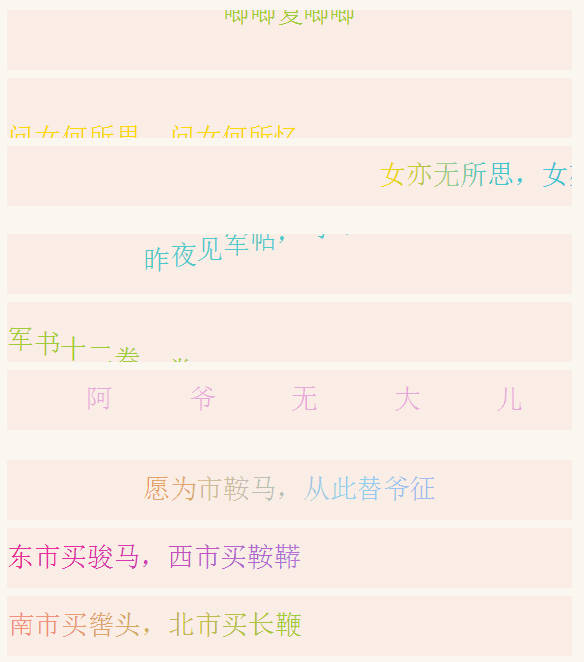 唧唧复唧唧
问女何所思，问女何所忆
女亦无所思，女
昨夜见军帖，
军书十二卷，卷
阿爷无大儿
愿为市鞍马，从此替爷征
东市买骏马，西市买鞍鞯
南市买辔头，北市买长鞭